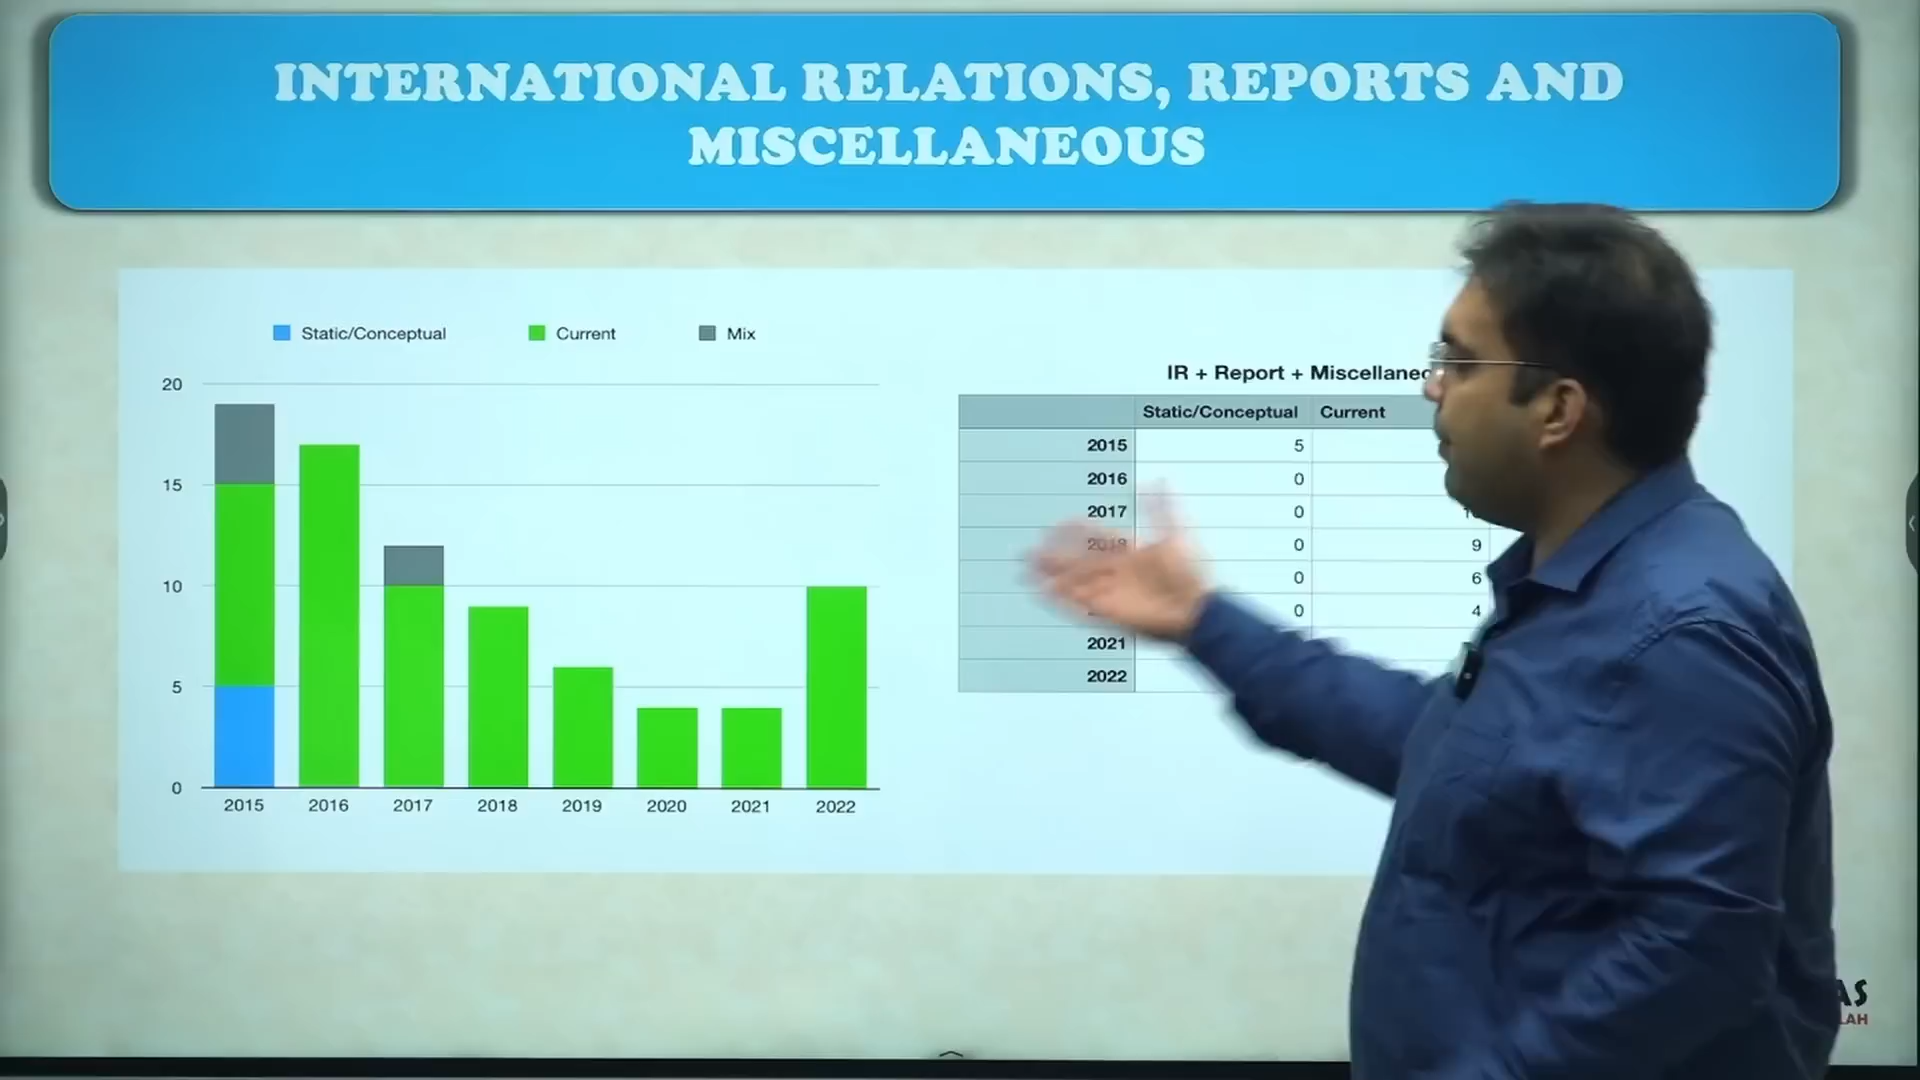 INTERNATIONAL RELATIONS, REPORTS AND
MISCELLANEOUS
Static/Conceptual Current Mix
20
15
10
5
0
2015 2016 2017 2018 2019 2020 2021 2022
IR + Report +
Static/Conceptual Current
2015 5
2016 0
2017 0
2018 0 9
0 6
0 4
2021
2022